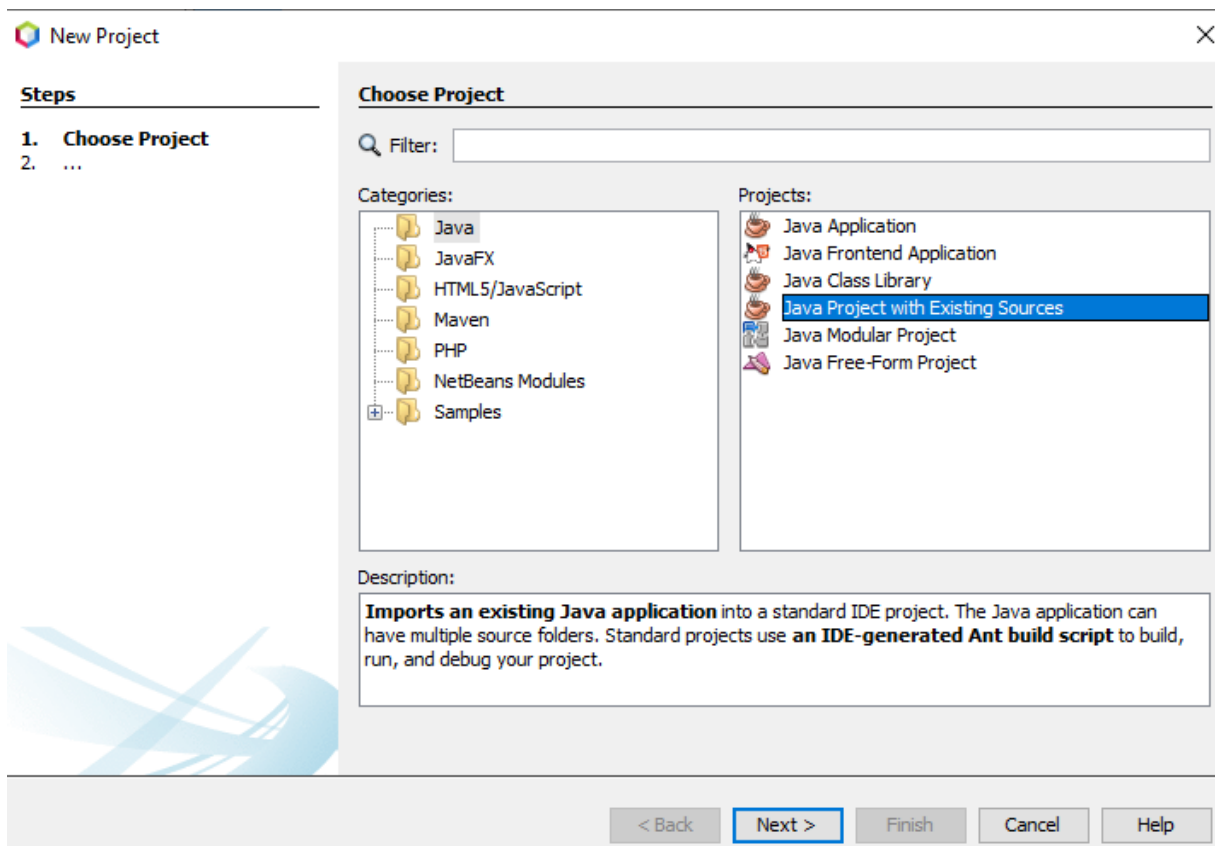 New Project
Steps
1. Choose Project
2. ...
Choose Project
Filter:
Categories:
Java
JavaFX
HTML5/JavaScript
Maven
PHP
NetBeans Modules
Samples
Projects:
Java Application
Java Frontend Application
Java Class Library
Java Project with Existing Sources
Java Modular Project
Java Free-Form Project
Description:
Imports an existing Java application into a standard IDE project. The Java application can
have multiple source folders. Standard projects use an IDE-generated Ant build script to build,
run, and debug your project.
< Back Next > Finish Cancel Help